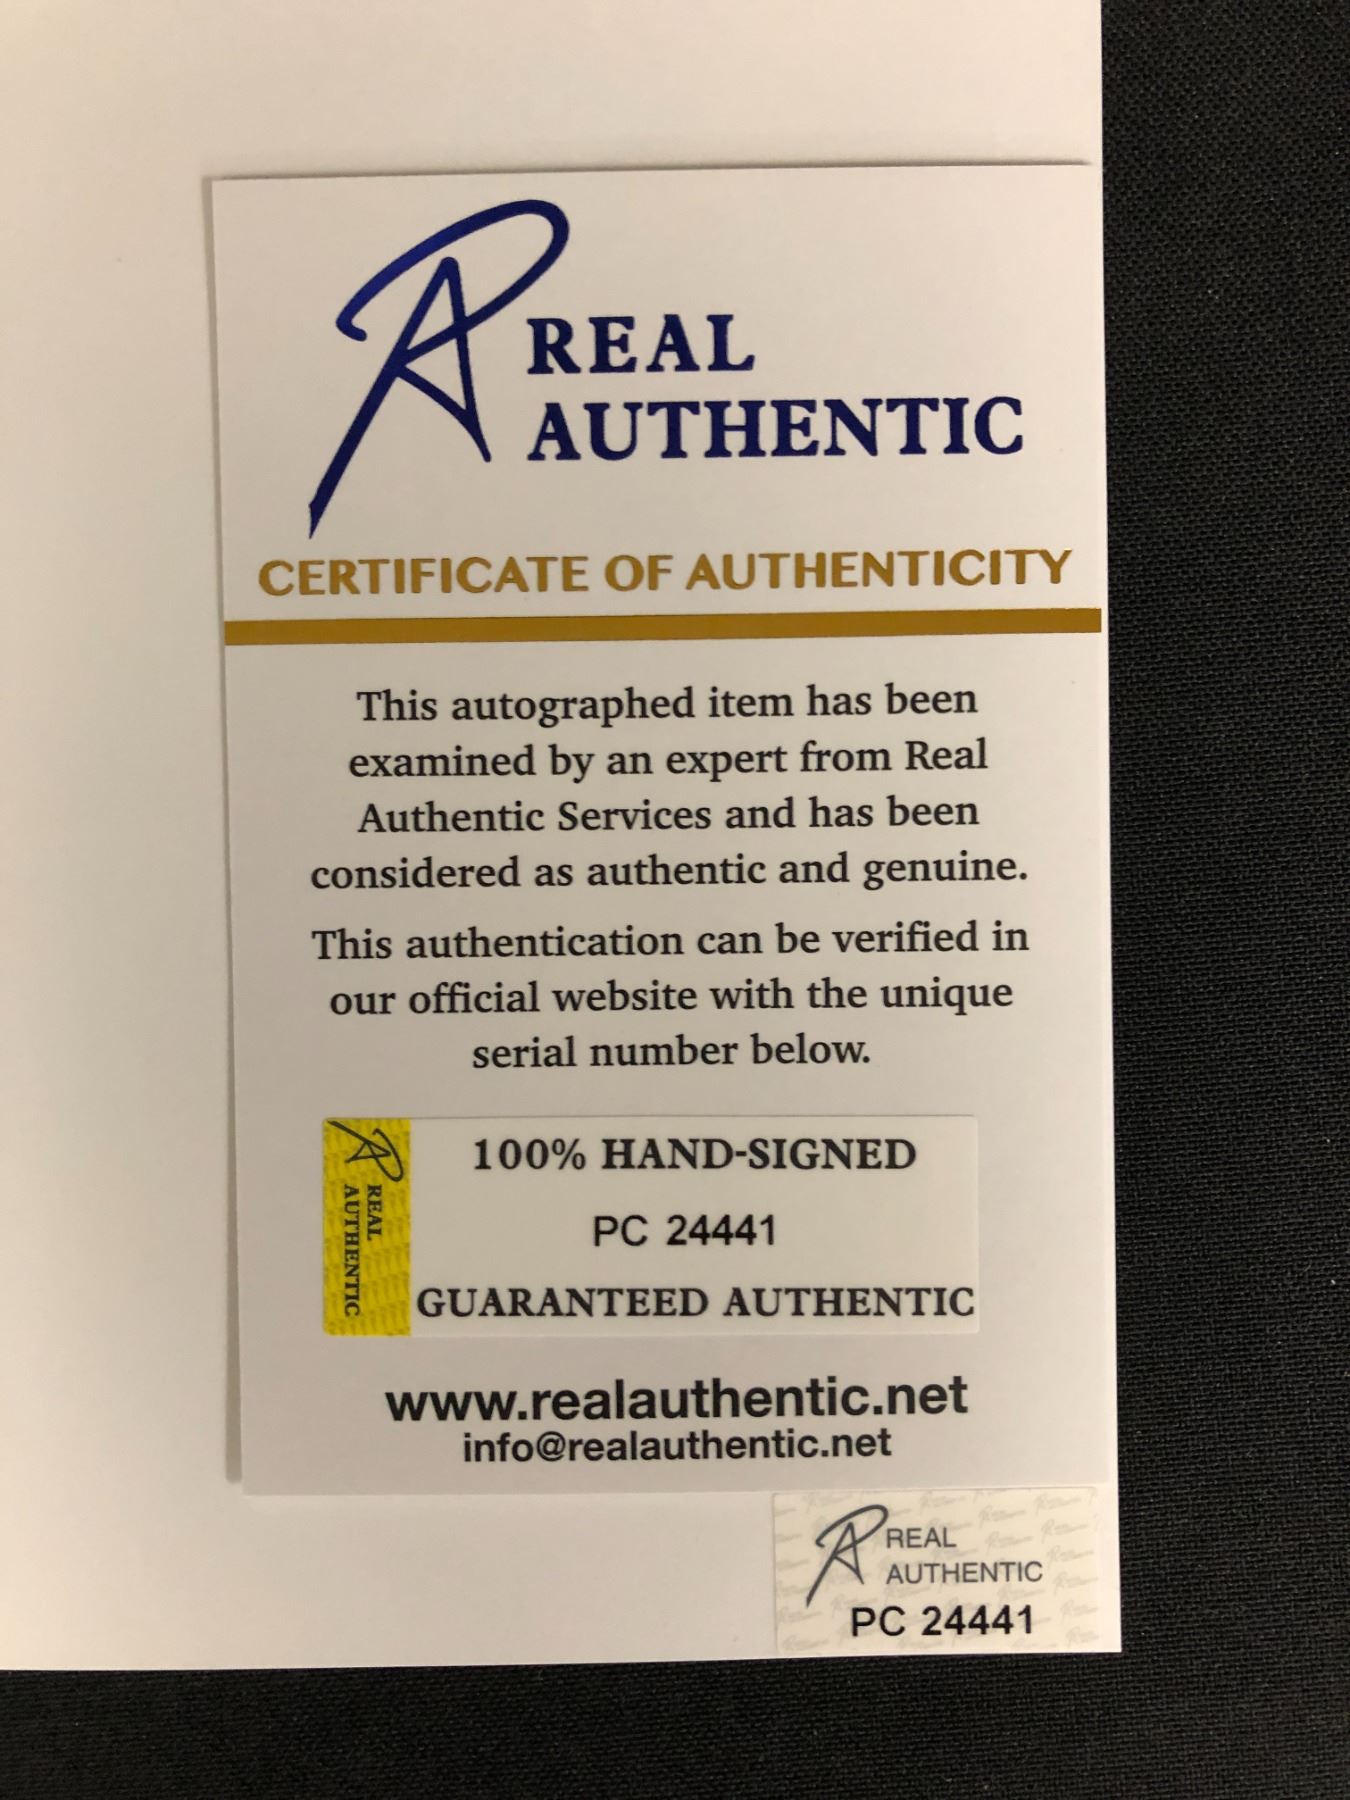 REAL
AUTHENTIC
CERTIFICATE OF AUTHENTICITY
This autographed item has been
examined by an expert from Real
Authentic Services and has been
considered as authentic and genuine.
This authentication can be verified in
our official website with the unique
serial number below.
REAL
AUTHENTIC
100% HAND-SIGNED
PC 24441
GUARANTEED AUTHENTIC
www.realauthentic.net
info@realauthentic.net
REAL
AUTHENTIC
PC 24441